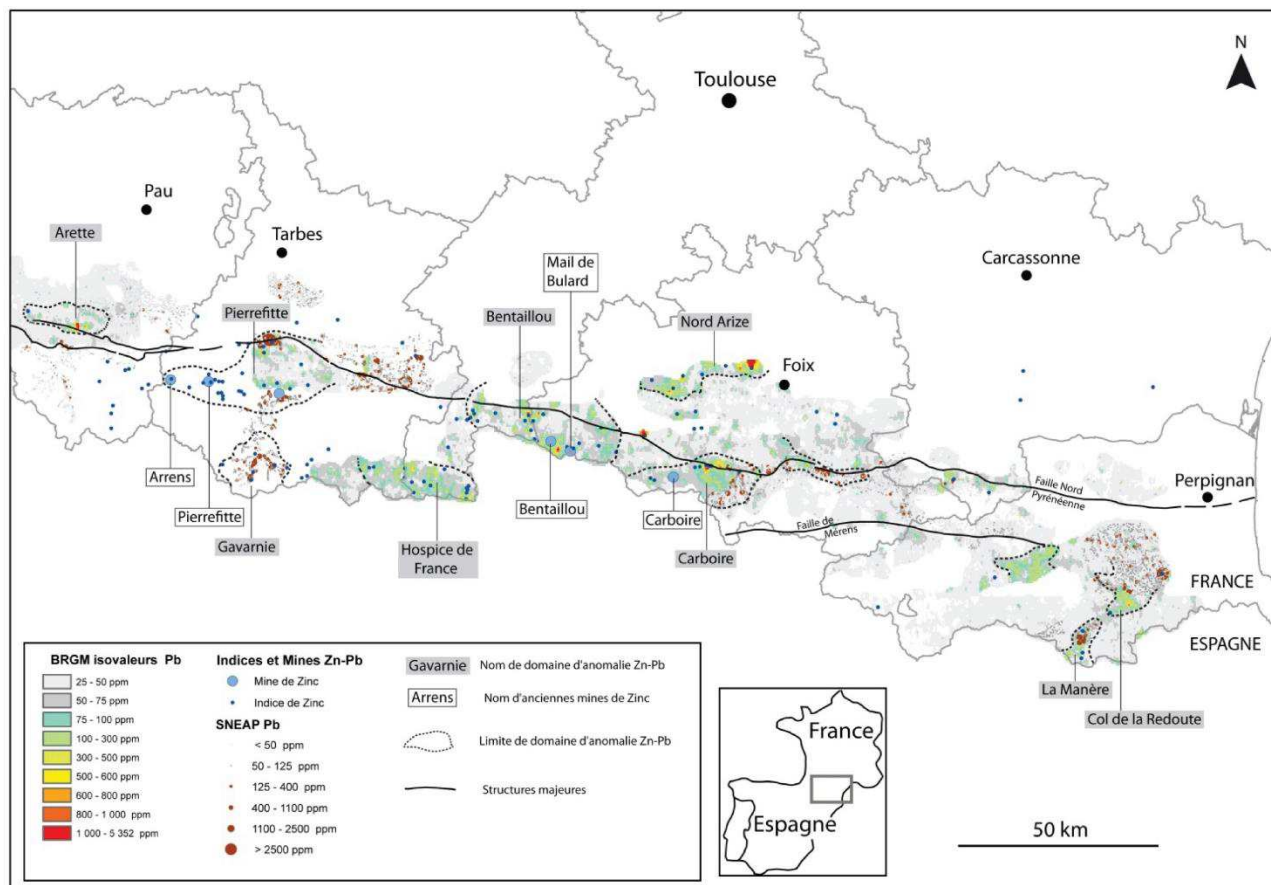 N
Toulouse
Pau
Arette
Tarbes
Mail de
Bulard
Carcassonne
Pierrefitte
Bentaillou
Nord Arize
Foix
Arrens
Pierrefitte
Gavarnie
Hospice de
France
Bentaillou
Carboire
Carboire
Faille Nord
Pyrénéenne
Perpignan
Faille de
Mérens
FRANCE
ESPAGNE
La Manère
Col de la Redoute
BRGM isovaleurs Pb
25 - 50 ppm
50 - 75 ppm
75 - 100 ppm
100 - 300 ppm
300 - 500 ppm
500 - 600 ppm
600 - 800 ppm
800 - 1 000 ppm
1 000 - 5 352 ppm
Indices et Mines Zn-Pb
Mine de Zinc
Indice de Zinc
SNEAP Pb
< 50 ppm
50 - 125 ppm
125 - 400 ppm
400 - 1100 ppm
1100 - 2500 ppm
> 2500 ppm
Gavarnie Nom de domaine d'anomalie Zn-Pb
Arrens Nom d'anciennes mines de Zinc
Limite de domaine d'anomalie Zn-Pb
Structures majeures
France
Espagne
50 km